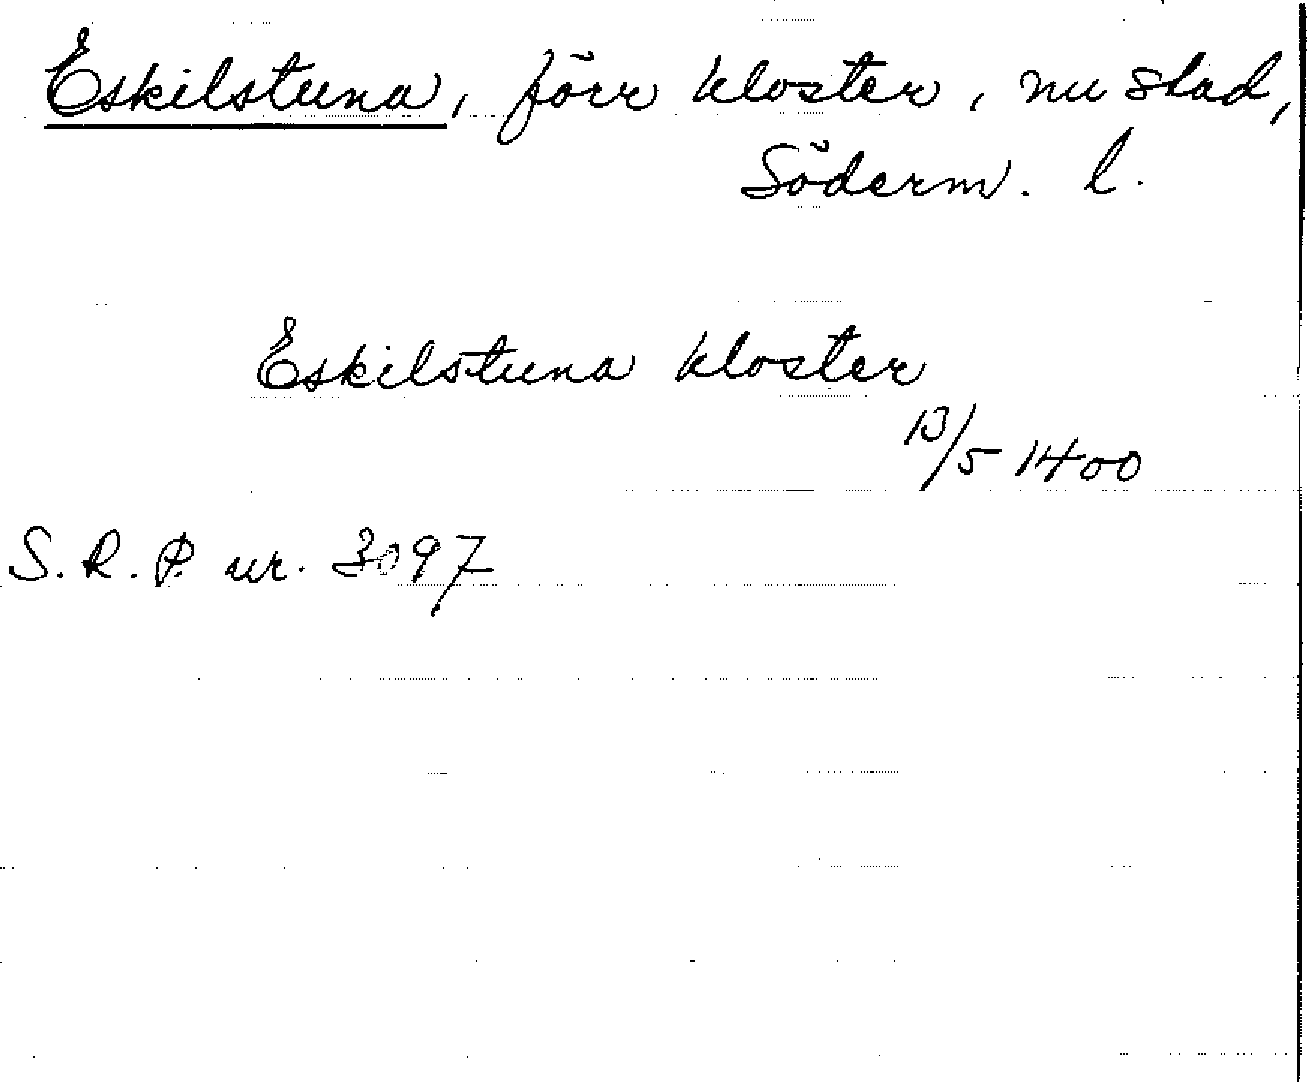 Eskilstuna, förr kloster, nu stad,
Söderm. l.
Eskilstuna kloster
13/5 1400
S.R.P. nr. 3097